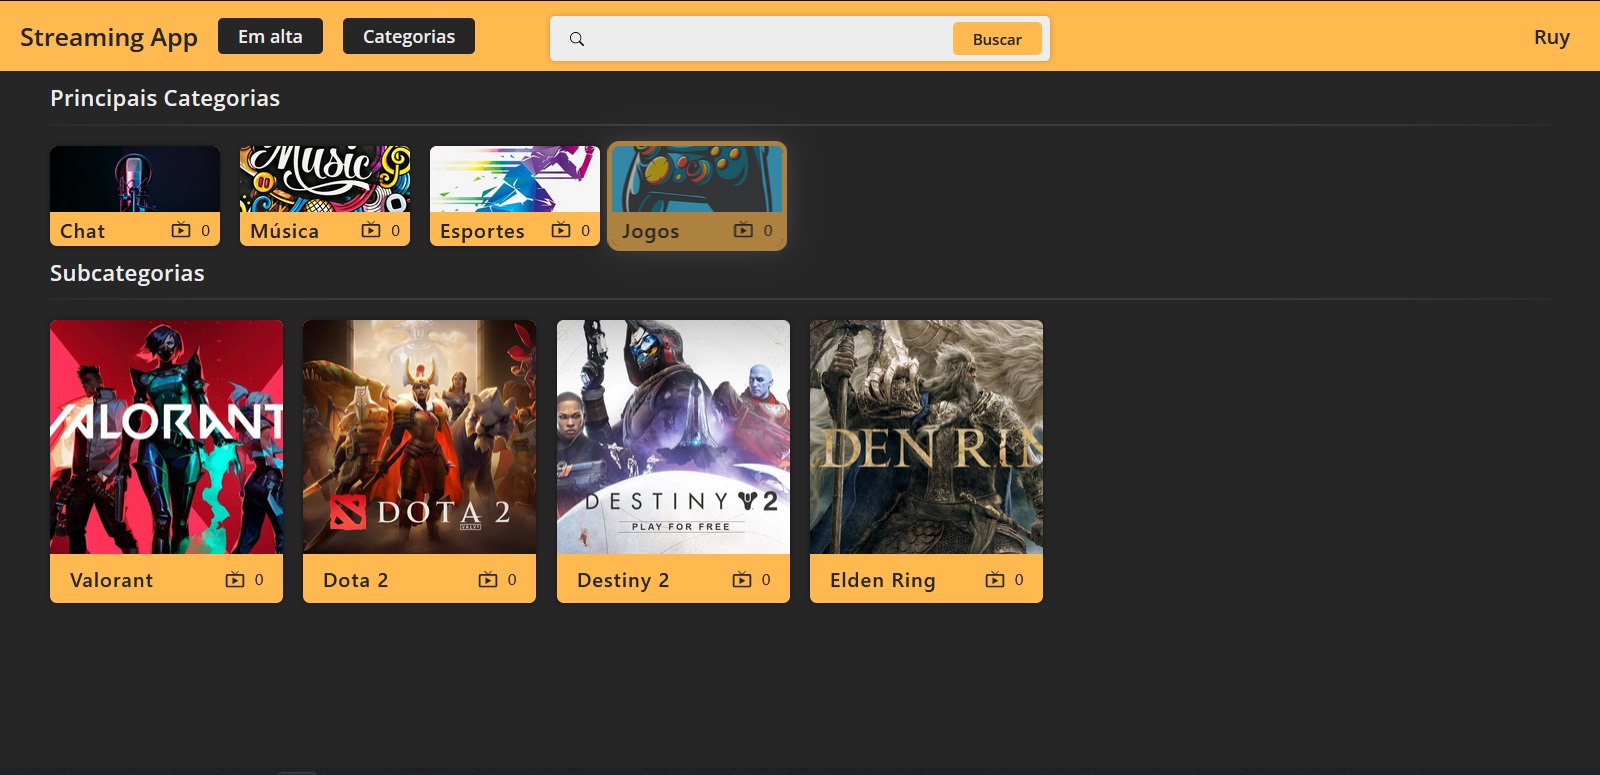 Streaming App
Em alta
Categorias
Buscar
Ruy
Principais Categorias
Music
Chat 0
Música 0
Esportes 0
Jogos 0
Subcategorias
VALORANT
DOTA 2
VALVE
DESTINY 2
PLAY FOR FREE
DEN RIN
Valorant 0
Dota 2 0
Destiny 2 0
Elden Ring 0